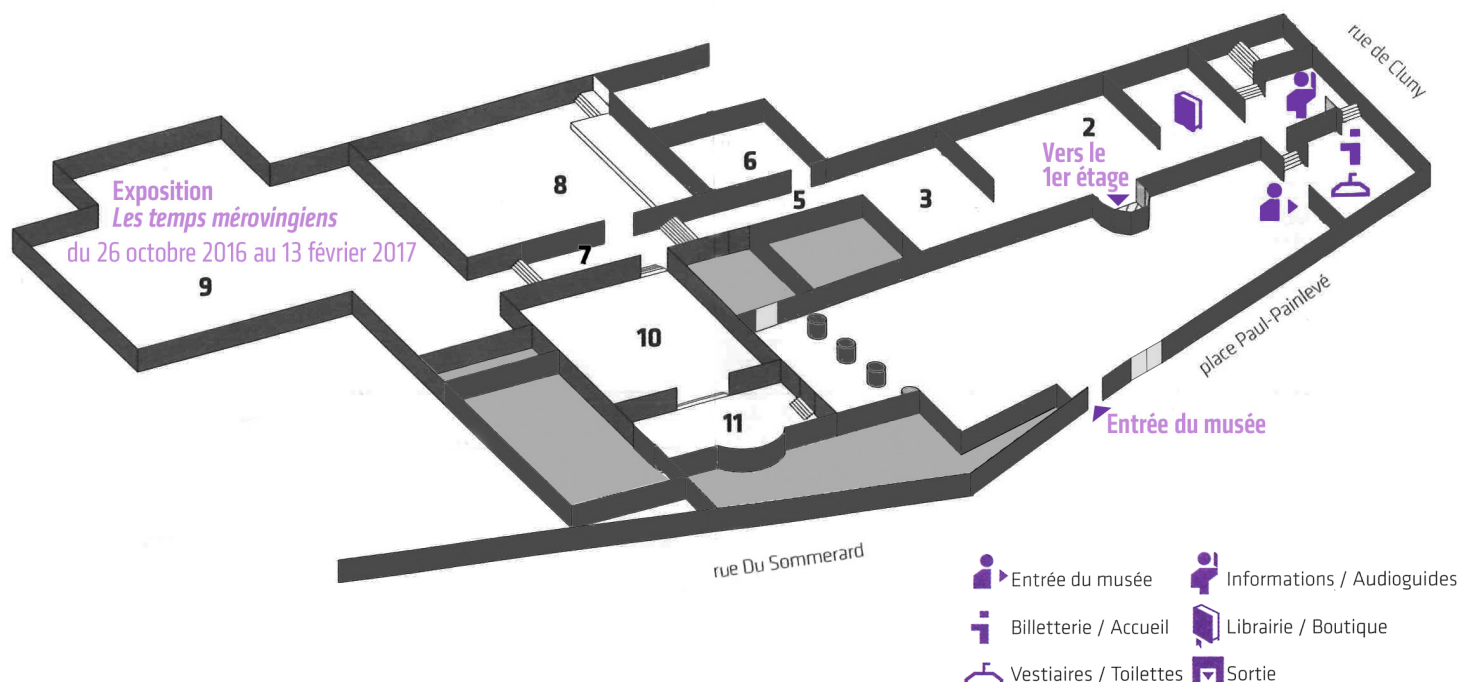 rue de Cluny
2
Vers le
1er étage
6
3
5
8
Exposition
Les temps mérovingiens
du 26 octobre 2016 au 13 février 2017
9
7
10
11
place Paul-Painlevé
Entrée du musée
rue Du Sommerard
Entrée du musée
Informations / Audioguides
Billetterie / Accueil
Librairie / Boutique
Vestiaires / Toilettes
Sortie